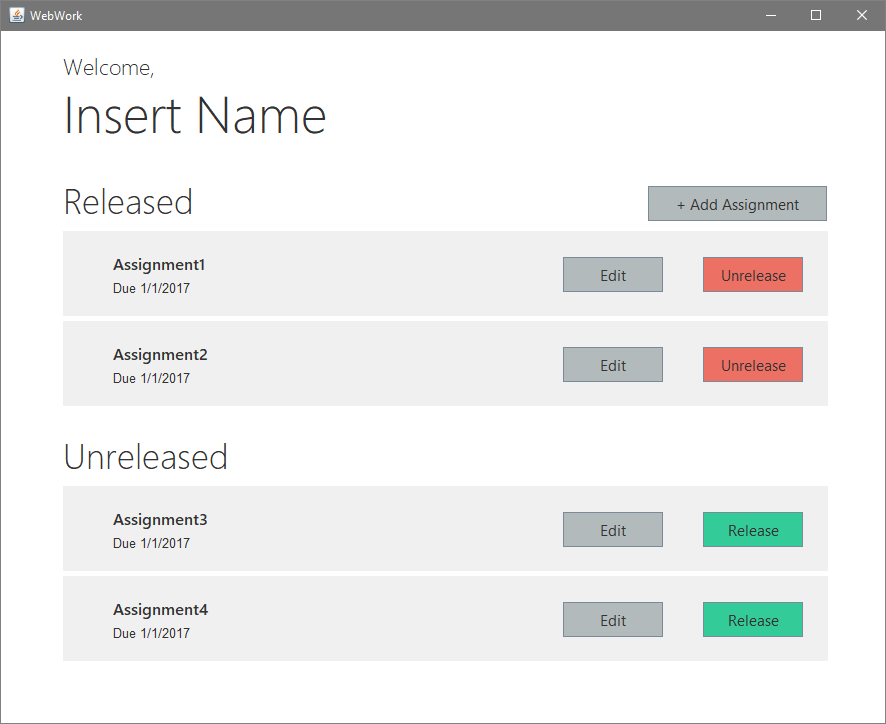 WebWork
Welcome,
Insert Name
Released
+ Add Assignment
Assignment1
Due 1/1/2017
Edit
Unrelease
Assignment2
Due 1/1/2017
Edit
Unrelease
Unreleased
Assignment3
Due 1/1/2017
Edit
Release
Assignment4
Due 1/1/2017
Edit
Release